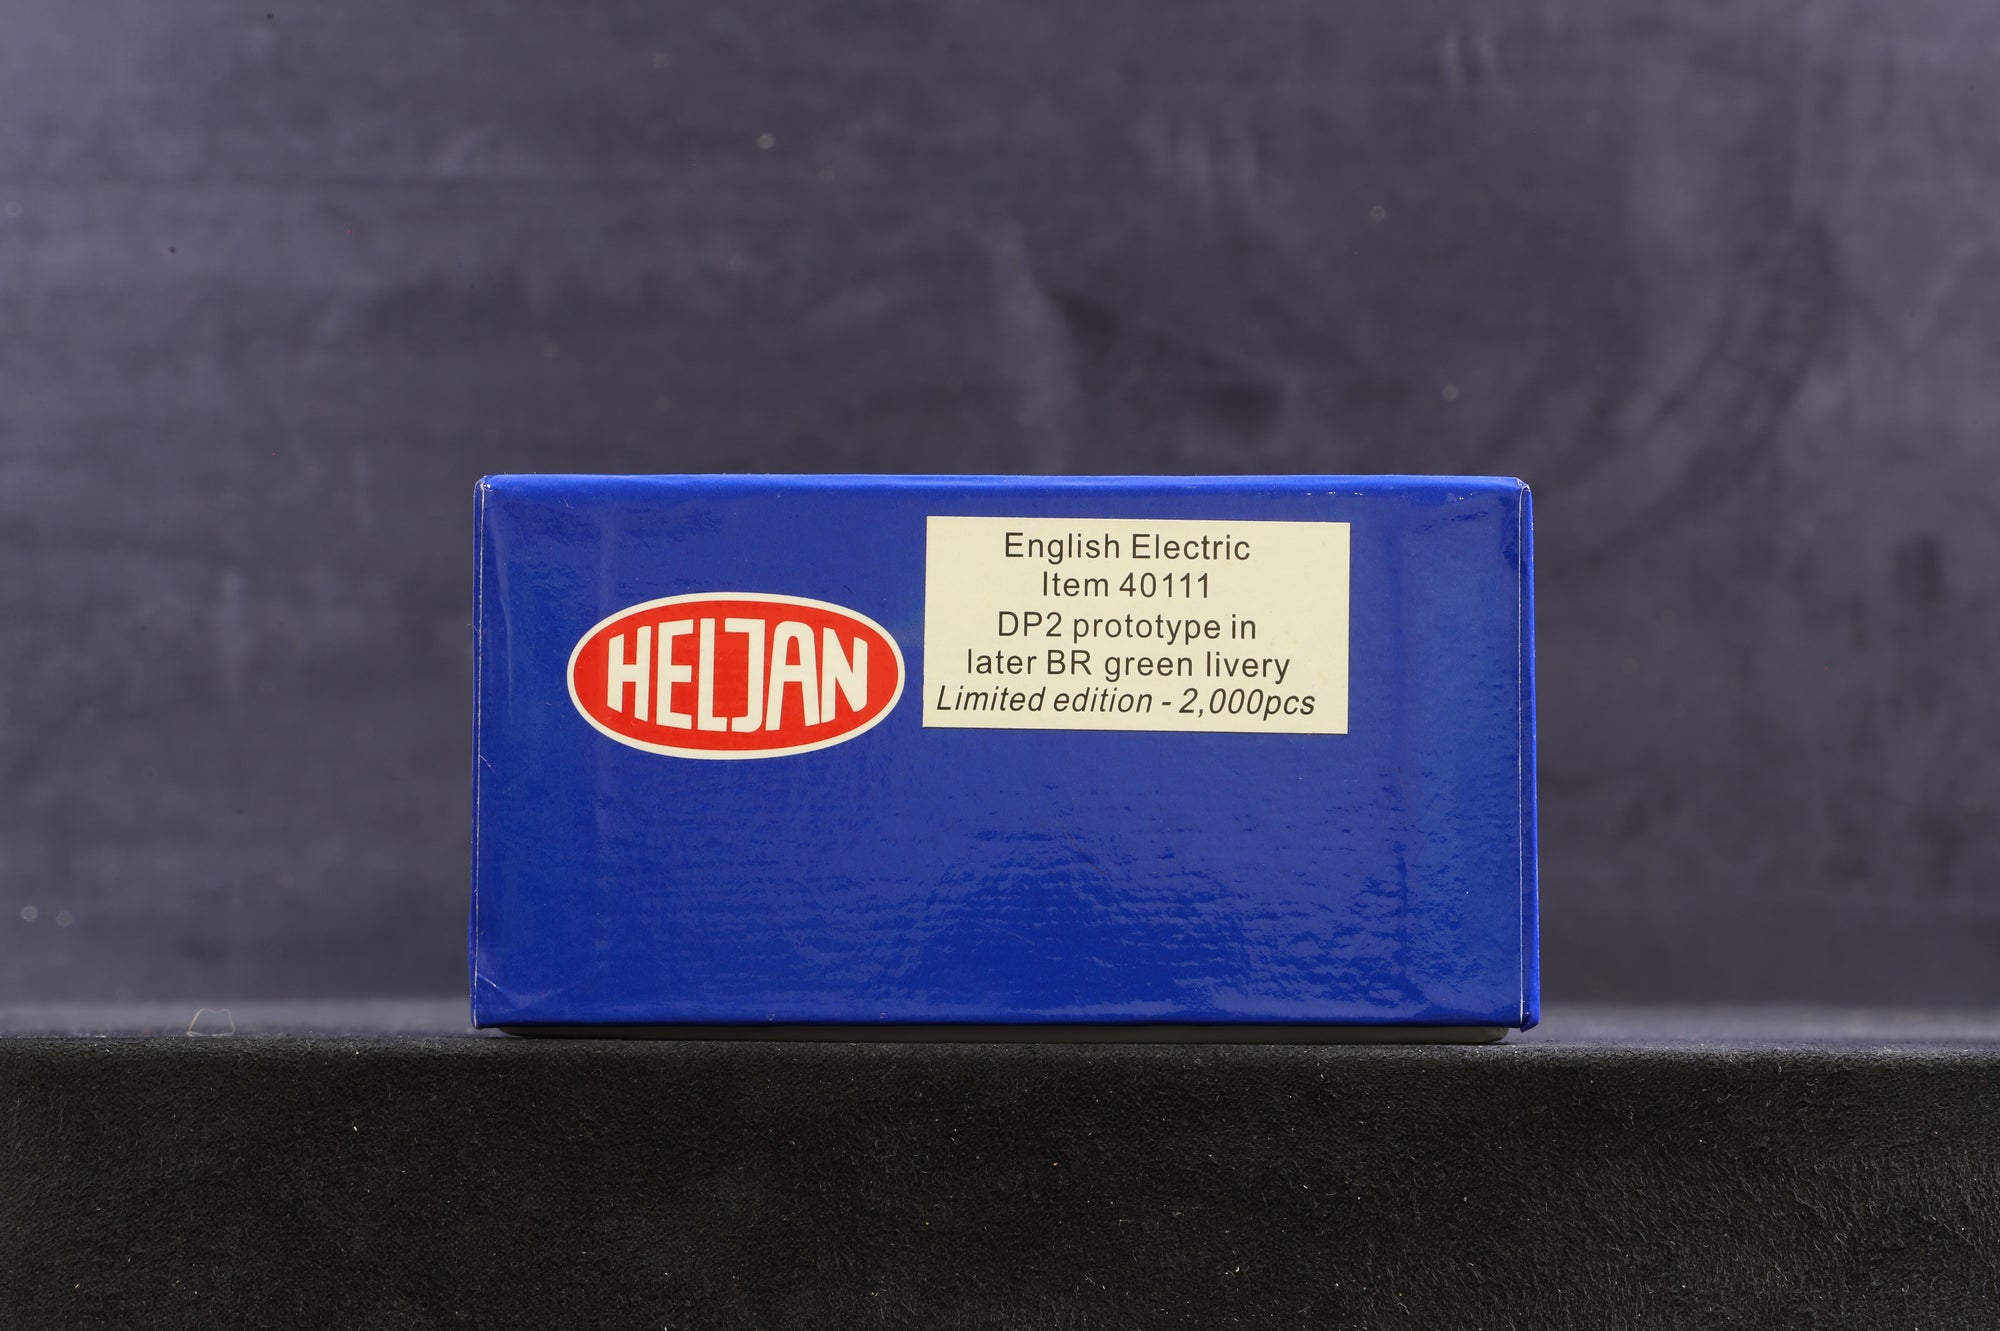 HELJAN
English Electric
Item 40111
DP2 prototype in
later BR green livery
Limited edition - 2,000pcs